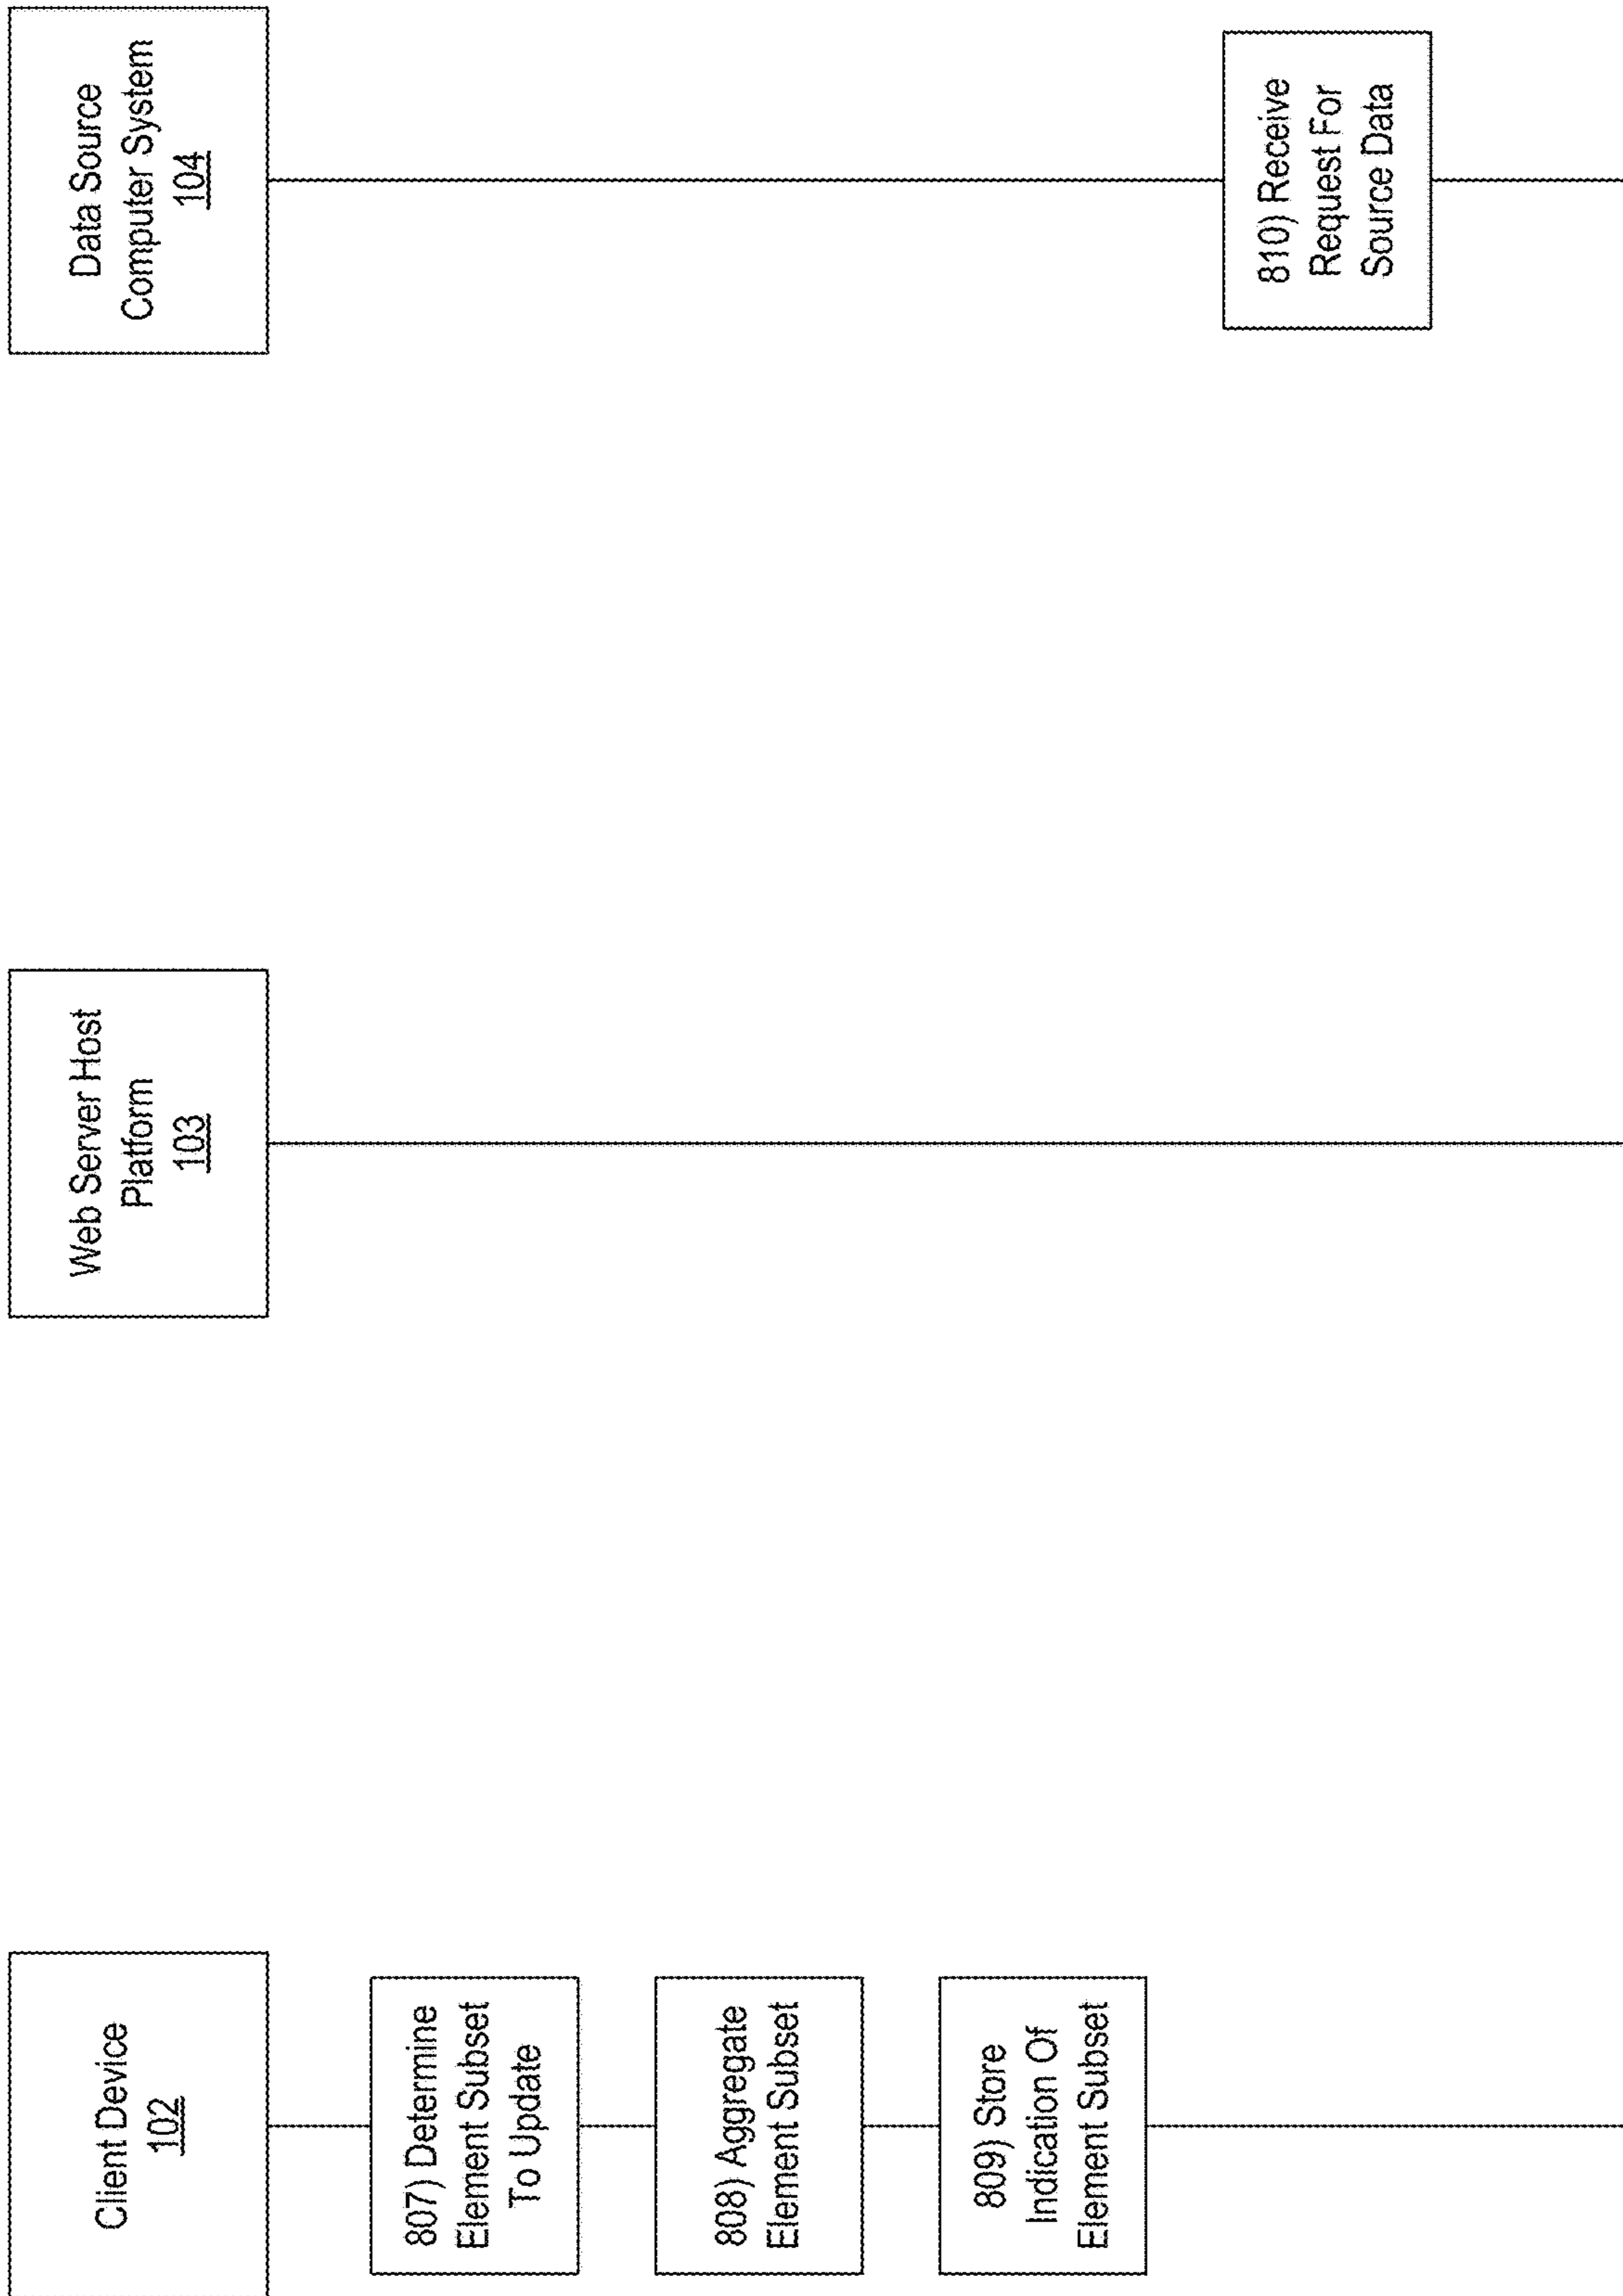 Client Device
102
Web Server Host
Platform
103
Data Source
Computer System
104
807) Determine
Element Subset
To Update
808) Aggregate
Element Subset
809) Store
Indication Of
Element Subset
810) Receive
Request For
Source Data